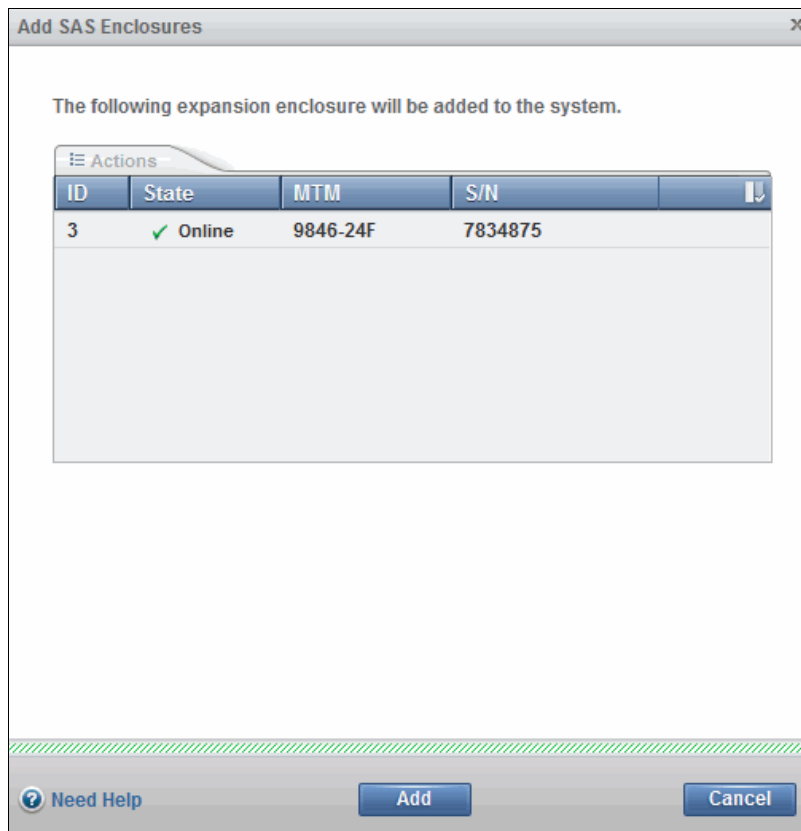 Add SAS Enclosures x
The following expansion enclosure will be added to the system.
Actions
ID State MTM S/N
3 Online 9846-24F 7834875
Need Help Add Cancel